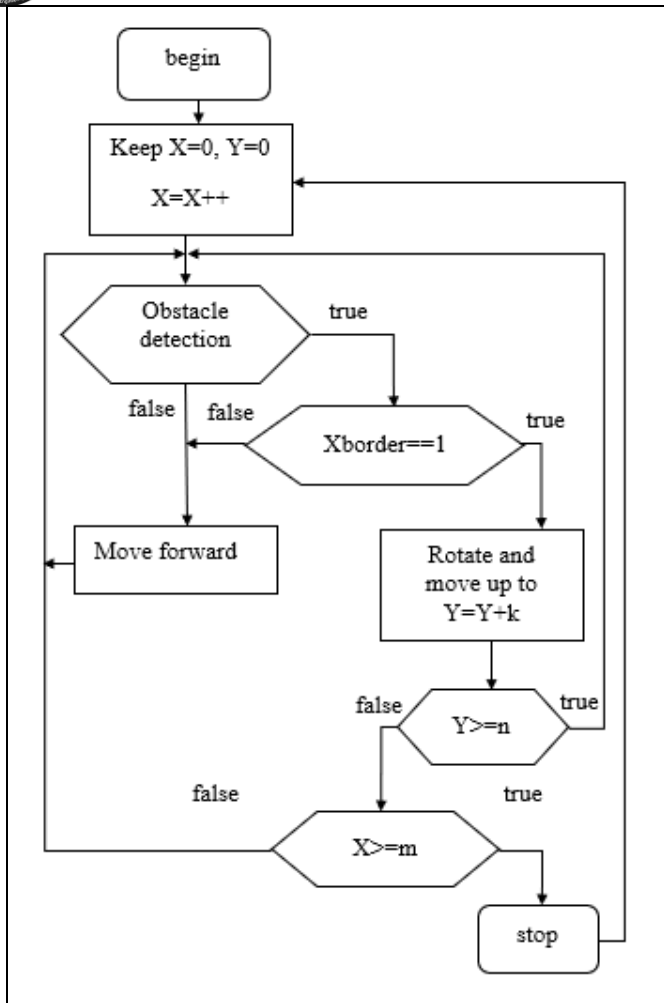 begin
Keep X=0, Y=0
X=X++
Obstacle
detection
true
false
false
Xborder==1
true
Move forward
Rotate and
move up to
Y=Y+k
false
Y>=n
true
false
true
X>=m
stop